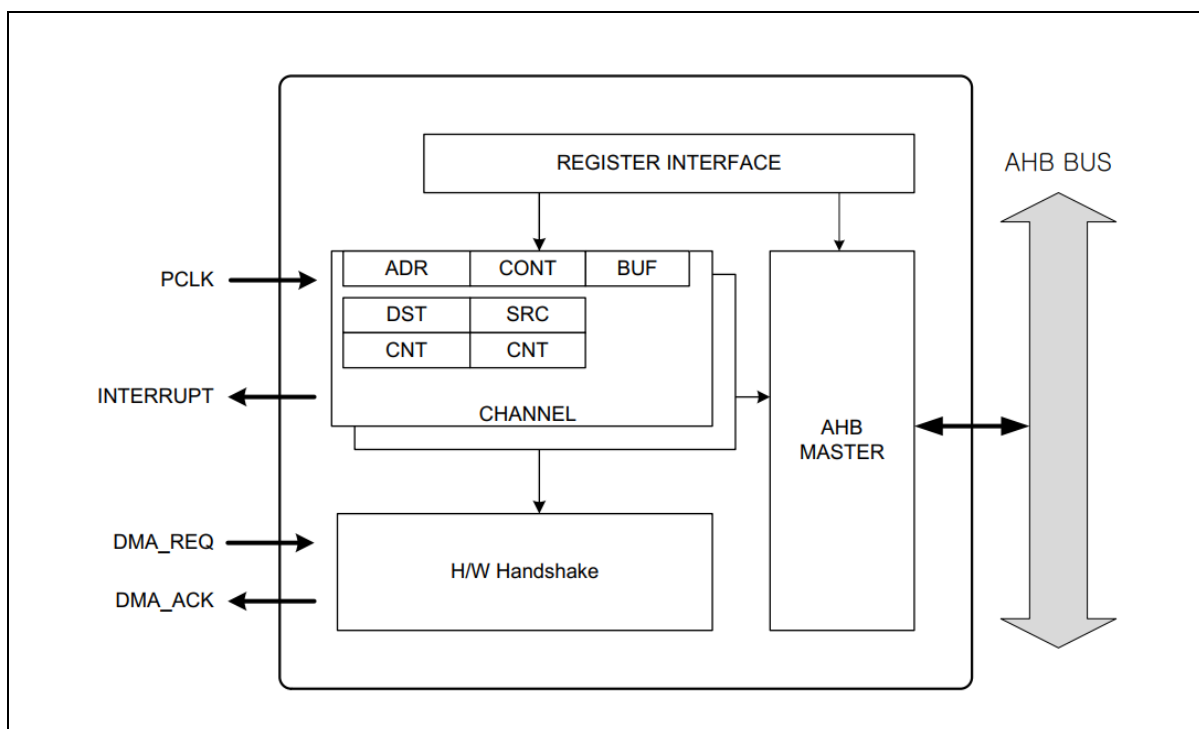 REGISTER INTERFACE
AHB BUS
PCLK
ADR CONT BUF
DST SRC
CNT CNT
INTERRUPT
CHANNEL
AHB
MASTER
DMA_REQ
H/W Handshake
DMA_ACK